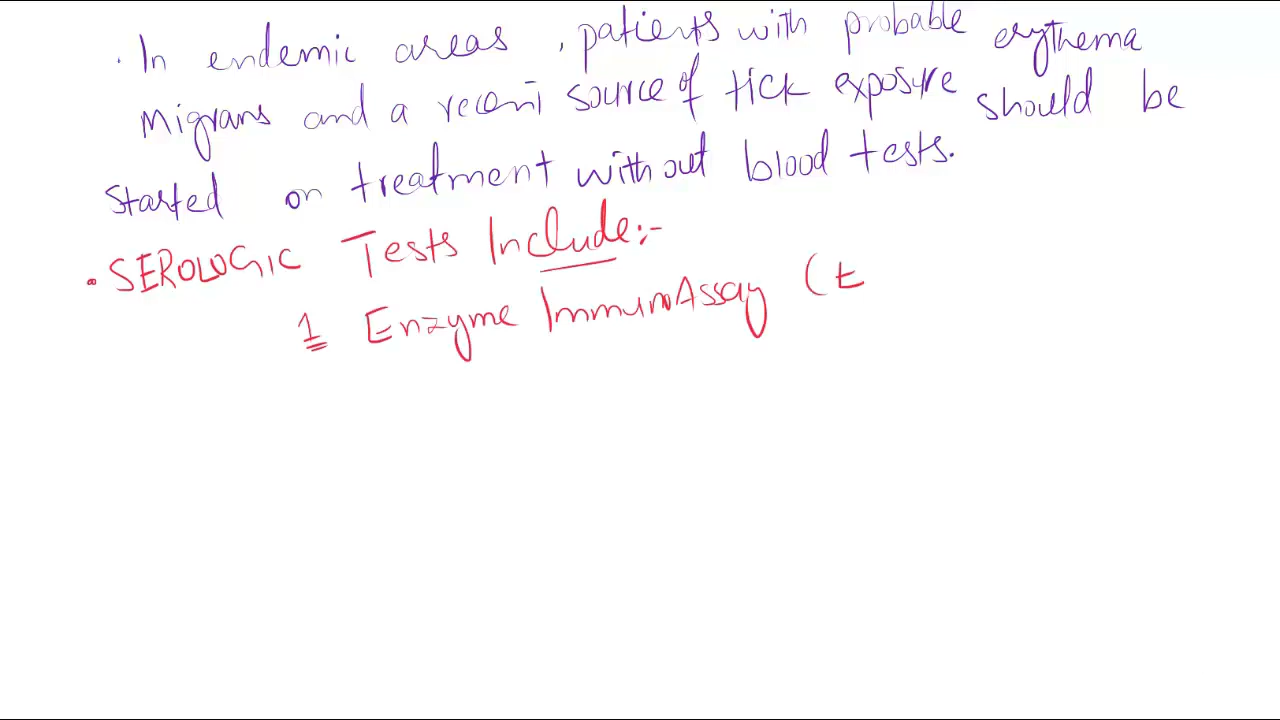 . In endemic areas , patients with probable erythema
Migrans and a recent source of tick exposure should be
Started on treatment without blood tests.
. SEROLOGIC Tests Include:-
1 Enzyme ImmunoAssay (E